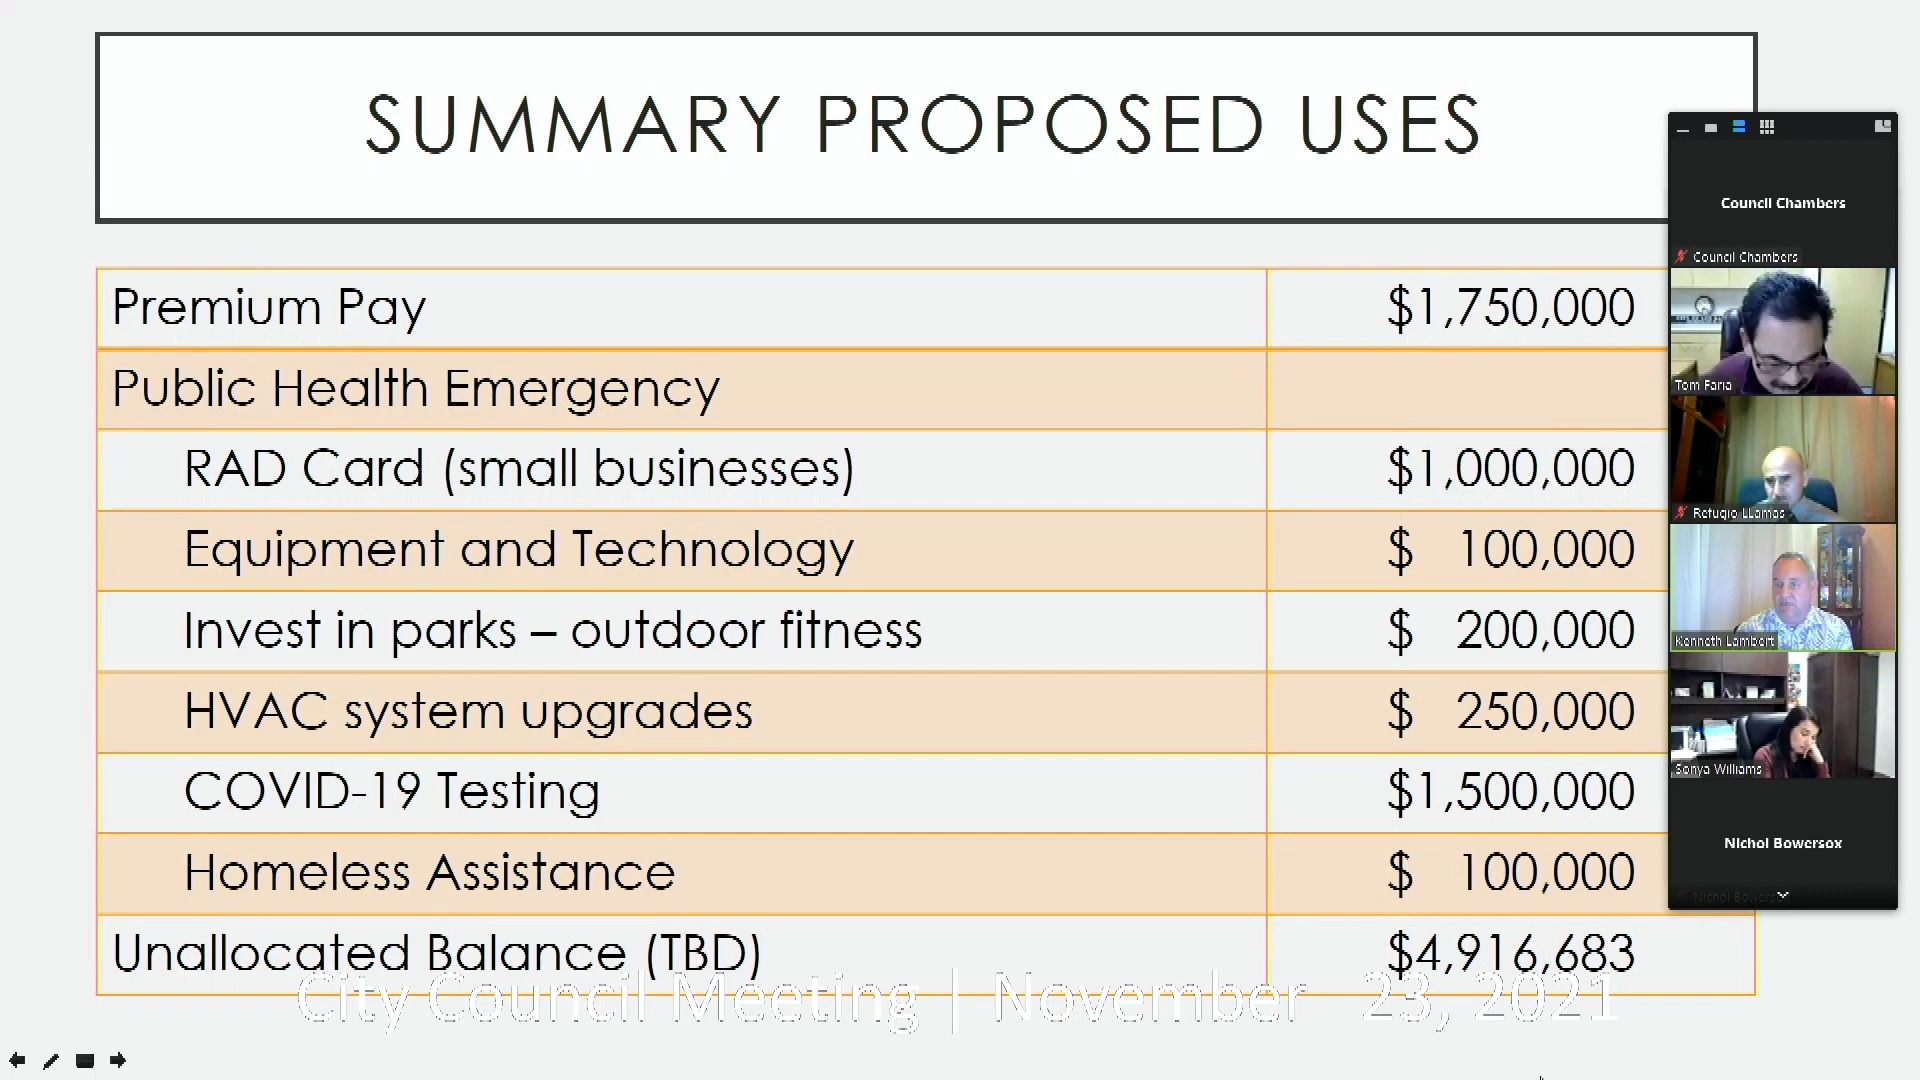 SUMMARY PROPOSED USES
Premium Pay $1,750,000
Public Health Emergency
RAD Card (small businesses) $1,000,000
Equipment and Technology $ 100,000
Invest in parks – outdoor fitness $ 200,000
HVAC system upgrades $ 250,000
COVID-19 Testing $1,500,000
Homeless Assistance $ 100,000
Unallocated Balance (TBD) $4,916,683
City Council Meeting | November 23, 2021
Council Chambers
Council Chambers
Tom Faria
Refugio LLamas
Kenneth Lambert
Sonya Williams
Nichol Bowersox
Nichol